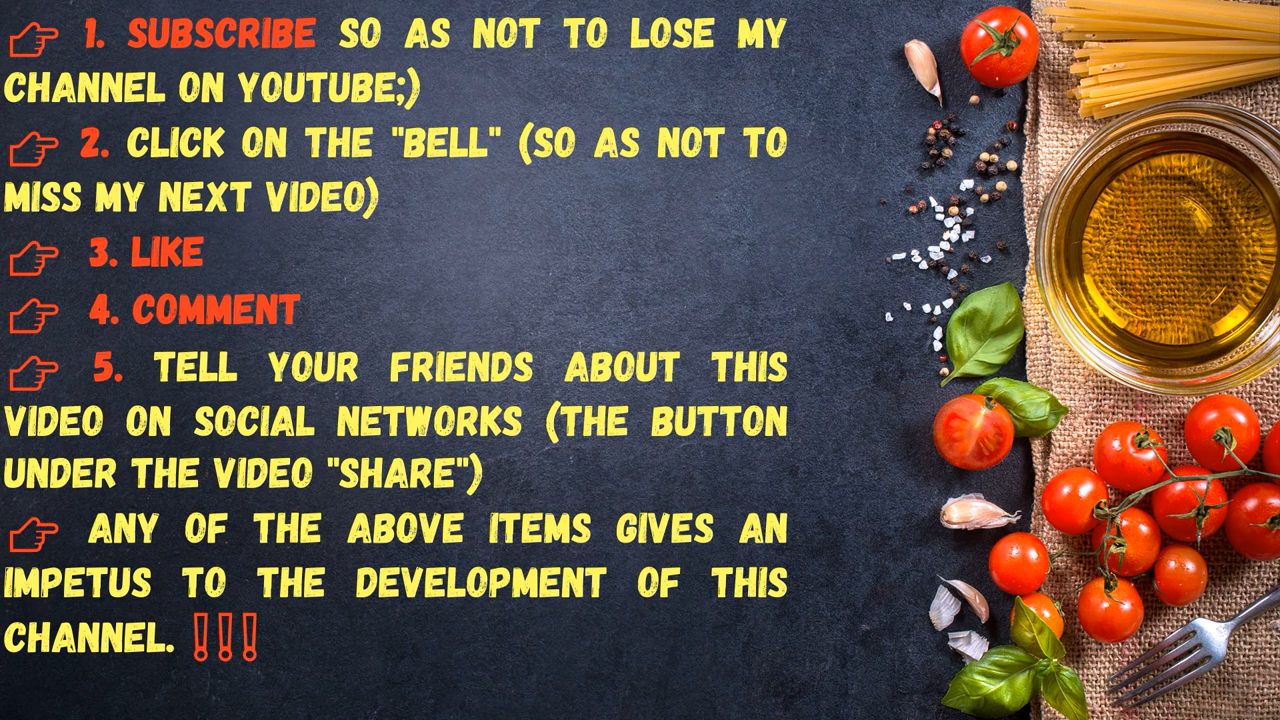 👉 1. SUBSCRIBE SO AS NOT TO LOSE MY
CHANNEL ON YOUTUBE;)
👉 2. CLICK ON THE "BELL" (SO AS NOT TO
MISS MY NEXT VIDEO)
👉 3. LIKE
👉 4. COMMENT
👉 5. TELL YOUR FRIENDS ABOUT THIS
VIDEO ON SOCIAL NETWORKS (THE BUTTON
UNDER THE VIDEO "SHARE")
👉 ANY OF THE ABOVE ITEMS GIVES AN
IMPETUS TO THE DEVELOPMENT OF THIS
CHANNEL. ❗❗❗